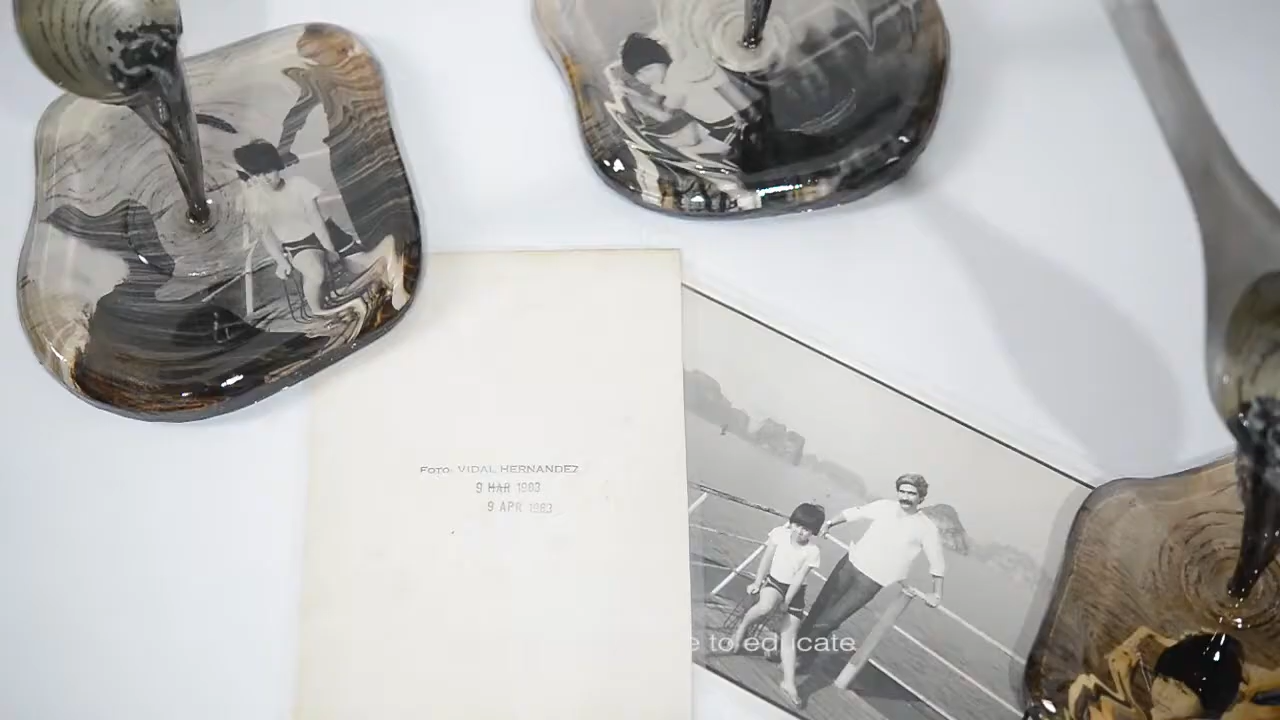 FOTO: VIDAL HERNANDEZ
9 MAR 1983
9 APR 1983
to educate